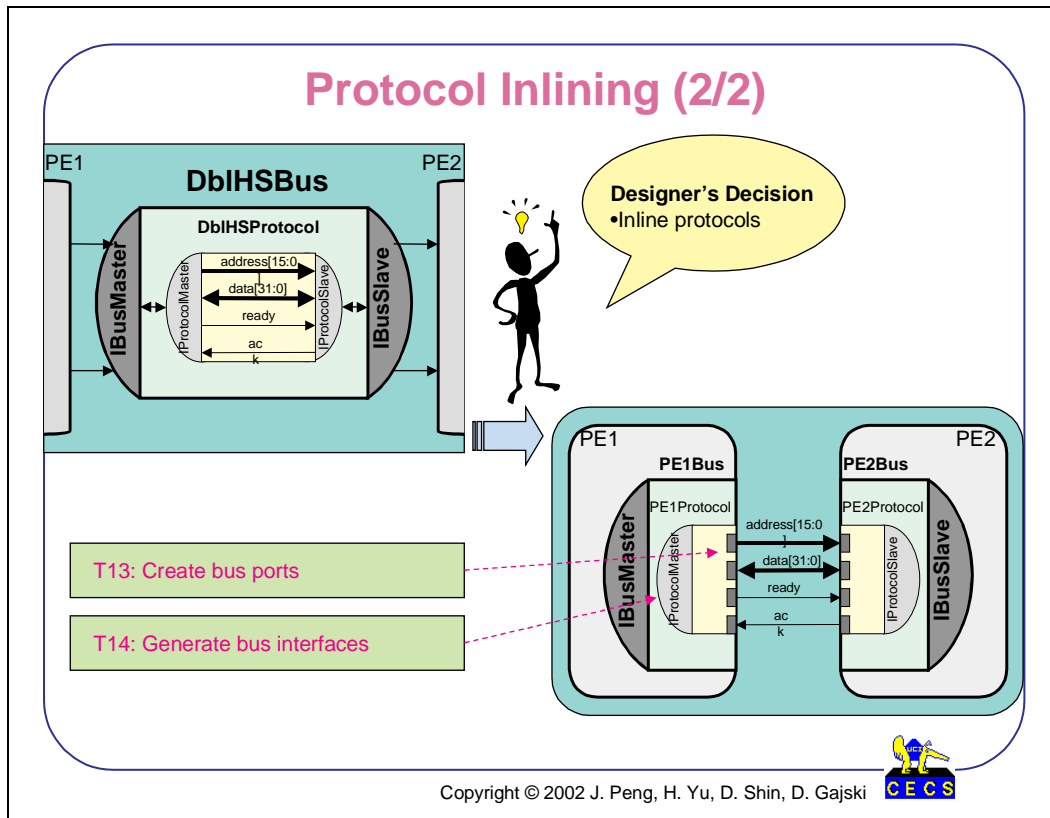 Protocol Inlining (2/2)
PE1
PE2
DblHSBus
DblHSProtocol
IBusMaster
IProtocolMaster
address[15:0
]
data[31:0]
ready
ac
k
IProtocolSlave
IBusSlave
Designer's Decision
•Inline protocols
PE1
PE2
PE1Bus
PE2Bus
PE1Protocol
PE2Protocol
IBusMaster
IProtocolMaster
address[15:0
]
data[31:0]
ready
ac
k
IProtocolSlave
IBusSlave
T13: Create bus ports
T14: Generate bus interfaces
UCI
CECS
Copyright © 2002 J. Peng, H. Yu, D. Shin, D. Gajski